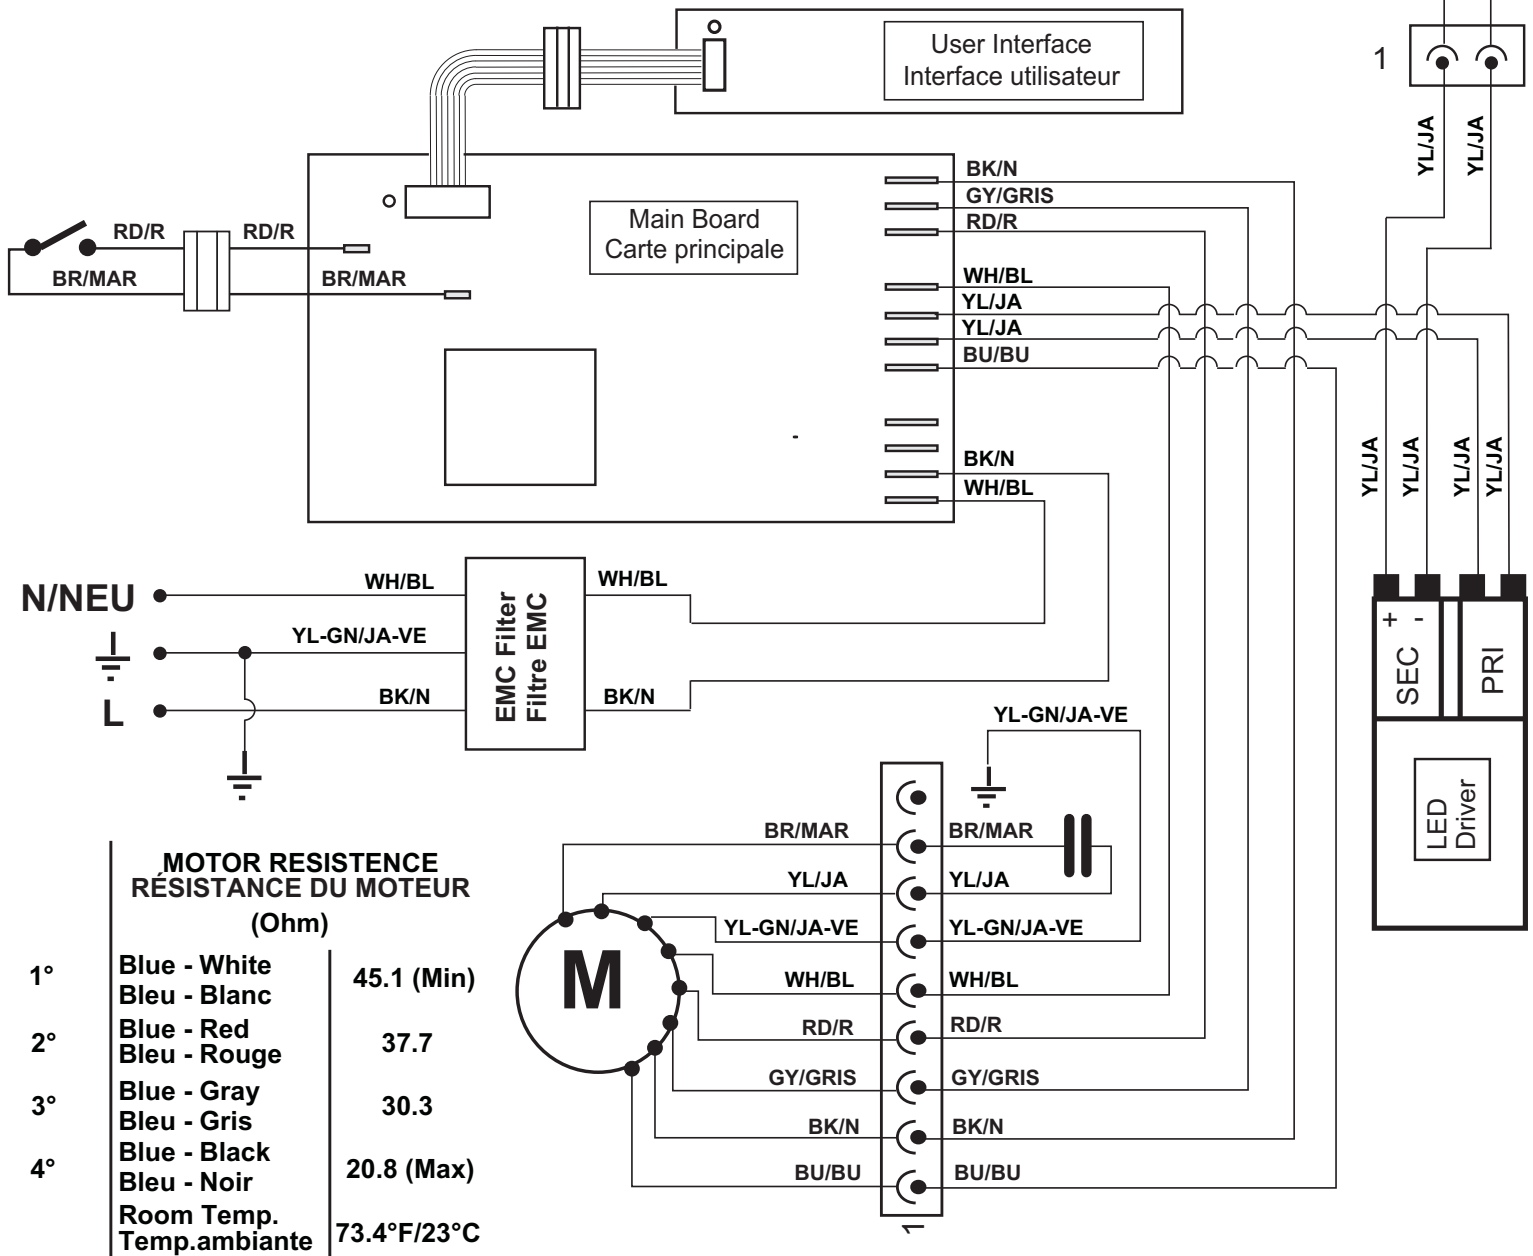 User Interface
Interface utilisateur
1
YL/JA
YL/JA
Main Board
Carte principale
RD/R
RD/R
BR/MAR
BR/MAR
BK/N
GY/GRIS
RD/R
WH/BL
YL/JA
YL/JA
BU/BU
BK/N
WH/BL
YL/JA
YL/JA
YL/JA
YL/JA
N/NEU
WH/BL
WH/BL
YL-GN/JA-VE
L
BK/N
BK/N
EMC Filter
Filtre EMC
+ -
SEC
PRI
LED
Driver
YL-GN/JA-VE
BR/MAR
BR/MAR
YL/JA
YL/JA
YL-GN/JA-VE
YL-GN/JA-VE
WH/BL
WH/BL
RD/R
RD/R
GY/GRIS
GY/GRIS
BK/N
BK/N
BU/BU
BU/BU
1
M
MOTOR RESISTENCE
RÉSISTANCE DU MOTEUR
(Ohm)
1°
Blue - White
Bleu - Blanc
45.1 (Min)
2°
Blue - Red
Bleu - Rouge
37.7
3°
Blue - Gray
Bleu - Gris
30.3
4°
Blue - Black
Bleu - Noir
20.8 (Max)
Room Temp.
Temp.ambiante
73.4°F/23°C